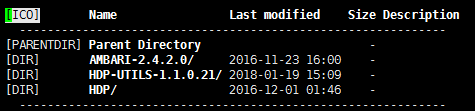 [ICO] Name Last modified Size Description
[PARENTDIR] Parent Directory -
[DIR] AMBARI-2.4.2.0/ 2016-11-23 16:00 -
[DIR] HDP-UTILS-1.1.0.21/ 2018-01-19 15:09 -
[DIR] HDP/ 2016-12-01 01:46 -